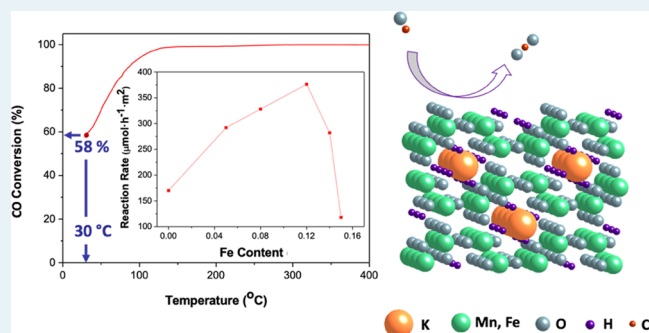 100
80
60
40
20
0
CO Conversion (%)
58 %
30 °C
0
100
200
300
400
Temperature (°C)
400
350
300
250
200
150
100
Reaction Rate (μmol·h⁻¹·m²)
0.00
0.04
0.08
0.12
0.16
Fe Content
K
Mn, Fe
O
H
C